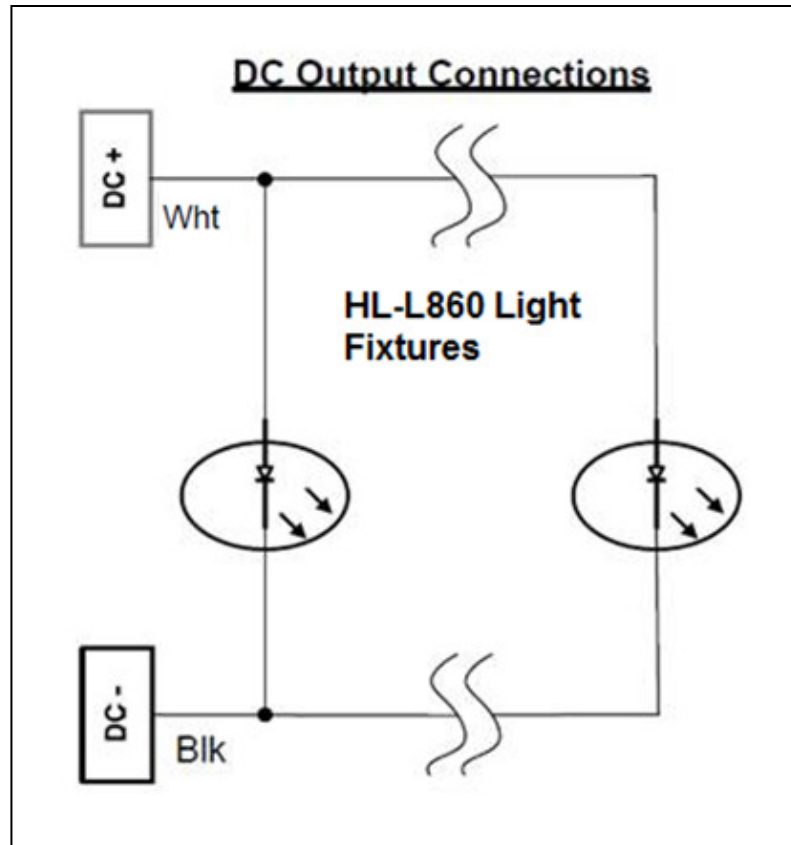 DC Output Connections
DC +
Wht
HL-L860 Light
Fixtures
DC -
Blk